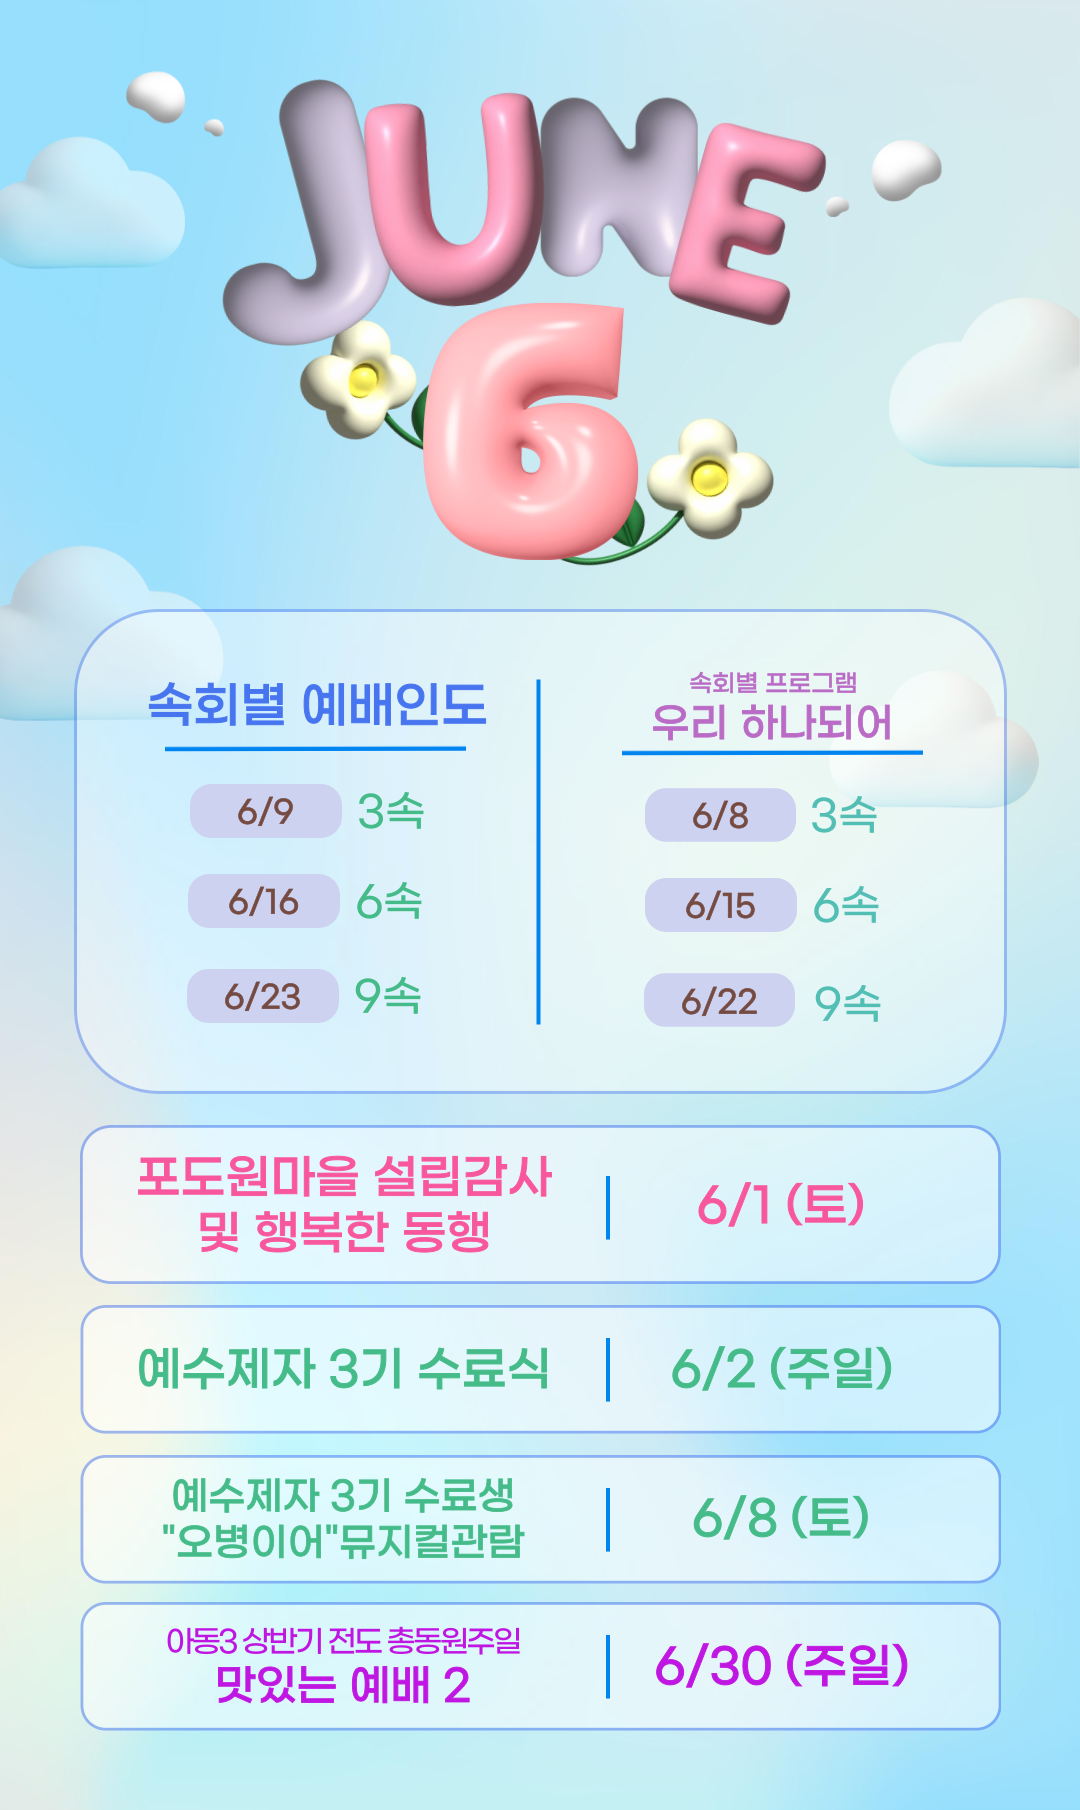 JUNE
6
속회별 예배인도
6/9 3속
6/16 6속
6/23 9속
속회별 프로그램
우리 하나되어
6/8 3속
6/15 6속
6/22 9속
포도원마을 설립감사
및 행복한 동행
6/1 (토)
예수제자 3기 수료식
6/2 (주일)
예수제자 3기 수료생
"오병이어"뮤지컬관람
6/8 (토)
아동3 상반기 전도 총동원주일
맛있는 예배 2
6/30 (주일)